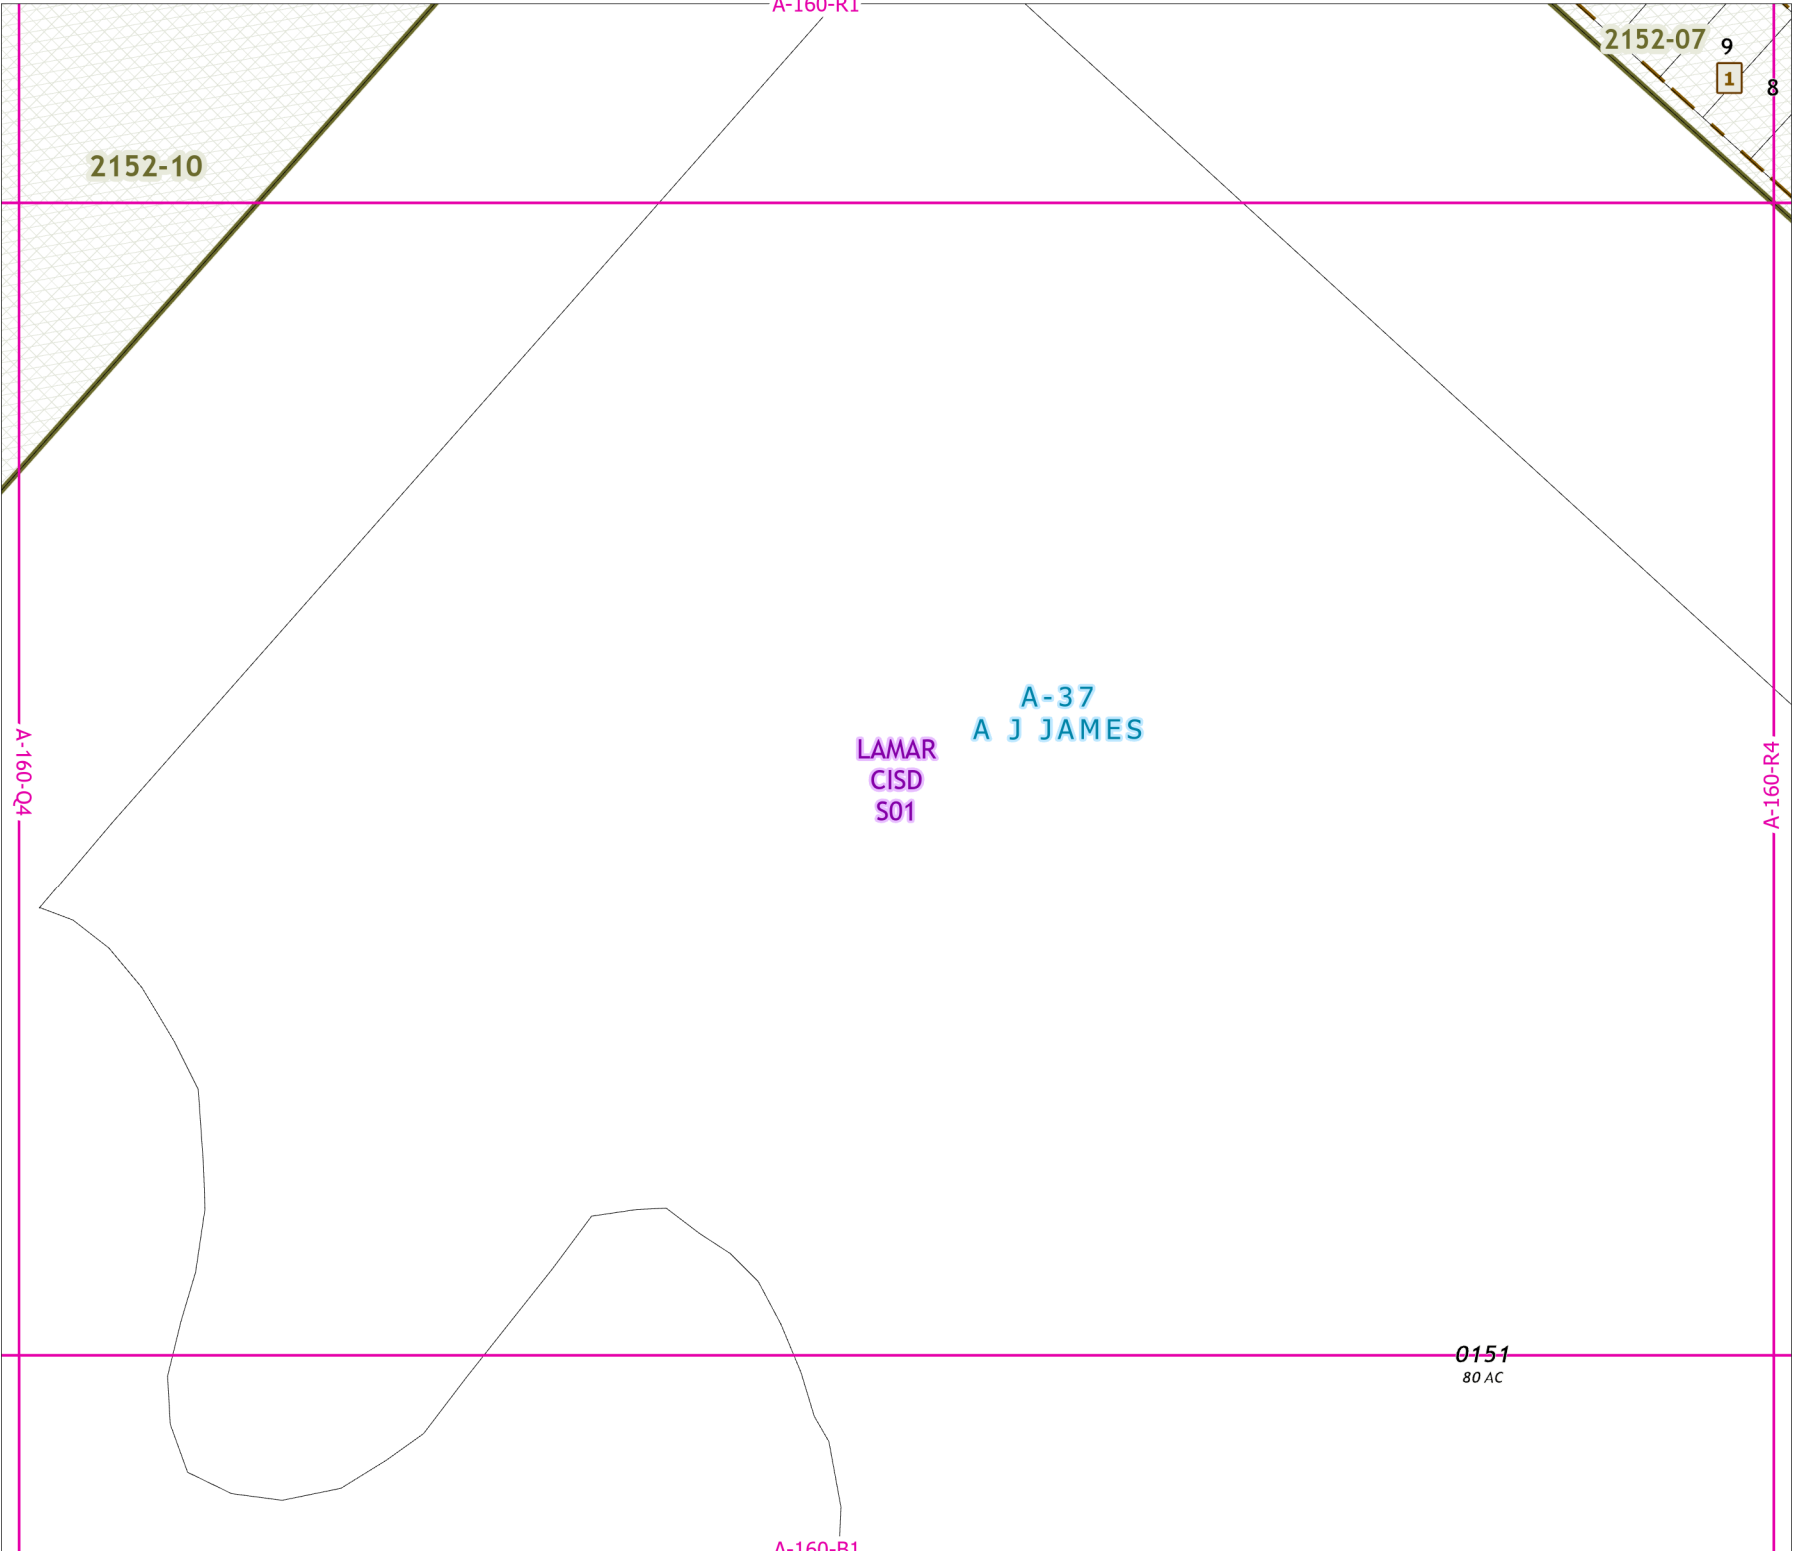 A-160-R1
2152-07
9
1
8
2152-10
A-37
A J JAMES
LAMAR
CISD
S01
A-160-Q4
A-160-R4
0151
80 AC
A-160-B1